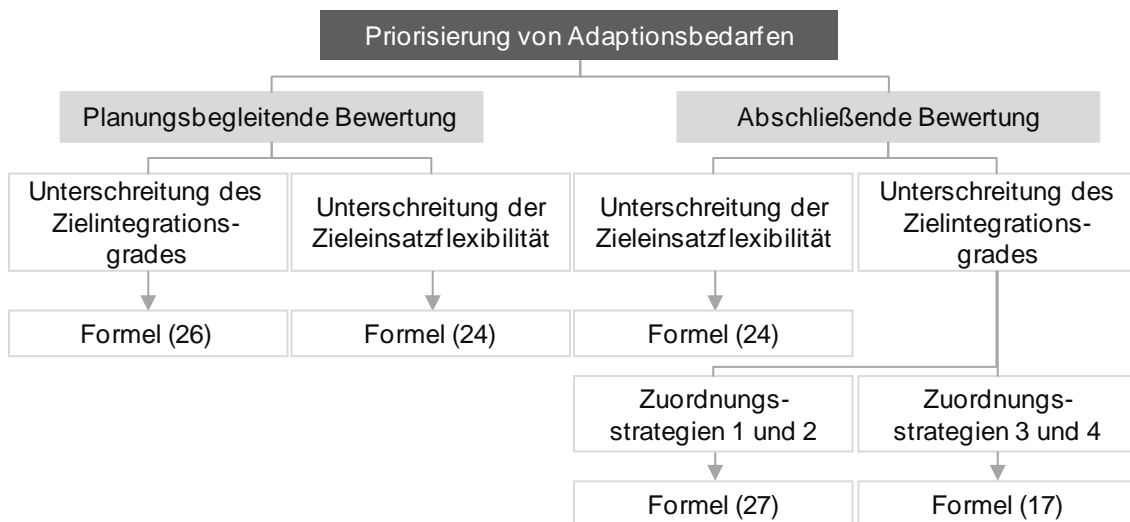 Priorisierung von Adaptionsbedarfen
Planungsbegleitende Bewertung
Abschließende Bewertung
Unterschreitung des
Zielintegrations-
grades
Unterschreitung der
Zieleinsatzflexibilität
Unterschreitung der
Zieleinsatzflexibilität
Unterschreitung des
Zielintegrations-
grades
Formel (26)
Formel (24)
Formel (24)
Zuordnungs-
strategien 1 und 2
Zuordnungs-
strategien 3 und 4
Formel (27)
Formel (17)